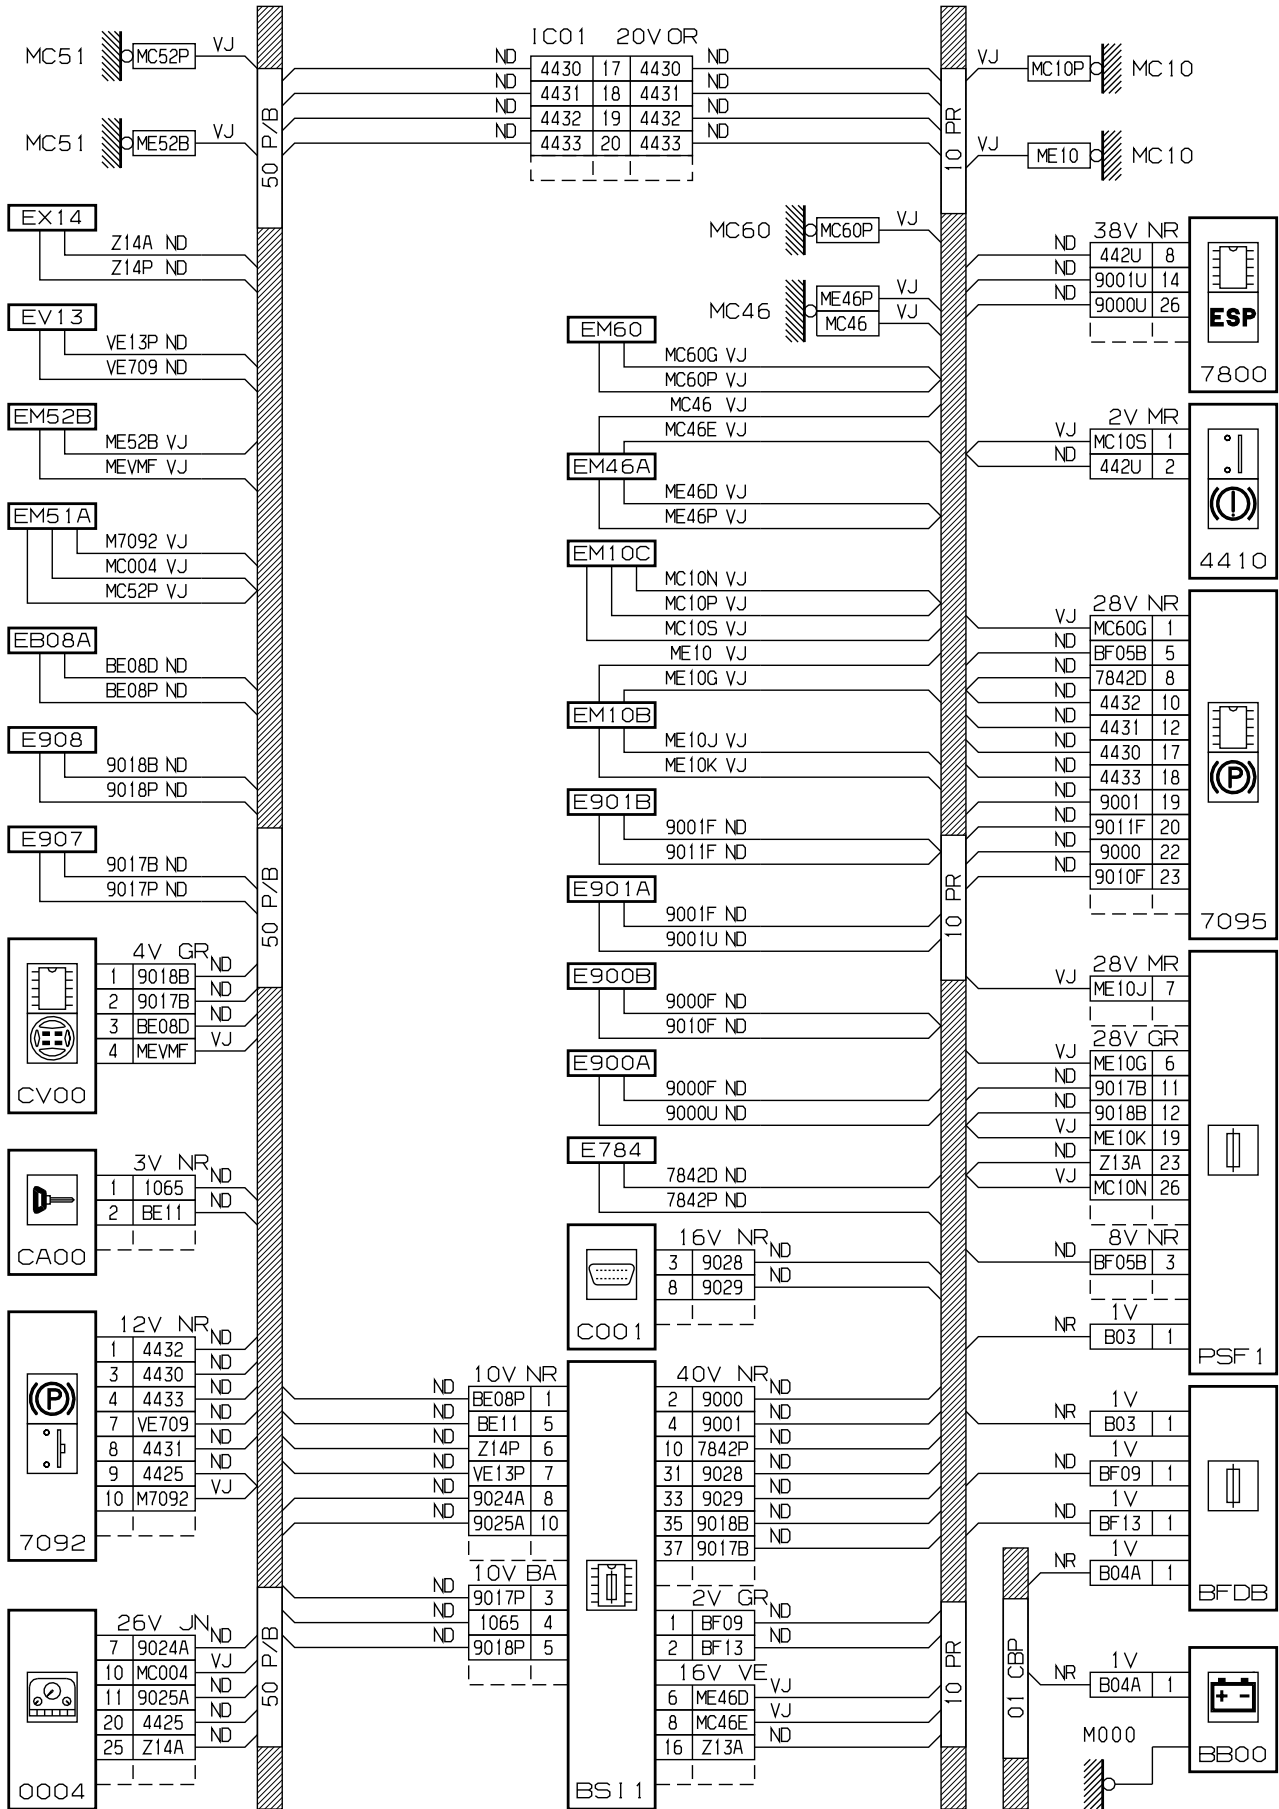 MC51 MC52P VJ
MC51 ME52B VJ
50 P/B
EX14
Z14A ND
Z14P ND
EV13
VE13P ND
VE709 ND
EM52B
ME52B VJ
MEVMF VJ
EM51A
M7092 VJ
MC004 VJ
MC52P VJ
EB08A
BE08D ND
BE08P ND
E908
9018B ND
9018P ND
E907
9017B ND
9017P ND
50 P/B
4V GR
1 9018B ND
2 9017B ND
3 BE08D ND
4 MEVMF VJ
CV00
3V NR
1 1065 ND
2 BE11 ND
CA00
12V NR
1 4432 ND
3 4430 ND
4 4433 ND
7 VE709 ND
8 4431 ND
9 4425 ND
10 M7092 VJ
P
7092
26V JN
7 9024A ND
10 MC004 VJ
11 9025A ND
20 4425 ND
25 Z14A ND
0004
50 P/B
IC01 20V OR
ND 4430 17 4430 ND
ND 4431 18 4431 ND
ND 4432 19 4432 ND
ND 4433 20 4433 ND
MC60 MC60P VJ
MC46 ME46P VJ
MC46 VJ
EM60
MC60G VJ
MC60P VJ
MC46 VJ
MC46E VJ
EM46A
ME46D VJ
ME46P VJ
EM10C
MC10N VJ
MC10P VJ
MC10S VJ
ME10 VJ
ME10G VJ
EM10B
ME10J VJ
ME10K VJ
E901B
9001F ND
9011F ND
E901A
9001F ND
9001U ND
E900B
9000F ND
9010F ND
E900A
9000F ND
9000U ND
E784
7842D ND
7842P ND
16V NR
3 9028 ND
8 9029 ND
C001
10V NR
ND BE08P 1
ND BE11 5
ND Z14P 6
ND VE13P 7
ND 9024A 8
ND 9025A 10
10V BA
ND 9017P 3
ND 1065 4
ND 9018P 5
40V NR
2 9000 ND
4 9001 ND
10 7842P ND
31 9028 ND
33 9029 ND
35 9018B ND
37 9017B ND
2V GR
1 BF09 ND
2 BF13 ND
16V VE
6 ME46D VJ
8 MC46E VJ
16 Z13A ND
BSI1
10 PR
10 PR
10 PR
VJ MC10P MC10
VJ ME10 MC10
38V NR
ND 442U 8
ND 9001U 14
ND 9000U 26
ESP
7800
2V MR
VJ MC10S 1
ND 442U 2
4410
28V NR
VJ MC60G 1
ND BF05B 5
ND 7842D 8
ND 4432 10
ND 4431 12
ND 4430 17
ND 4433 18
ND 9001 19
ND 9011F 20
ND 9000 22
ND 9010F 23
P
7095
28V MR
VJ ME10J 7
28V GR
VJ ME10G 6
ND 9017B 11
ND 9018B 12
VJ ME10K 19
ND Z13A 23
VJ MC10N 26
8V NR
ND BF05B 3
1V
NR B03 1
PSF1
1V
NR B03 1
1V
ND BF09 1
1V
ND BF13 1
1V
NR B04A 1
BFDB
01 CBP
1V
NR B04A 1
M000
+ -
BB00